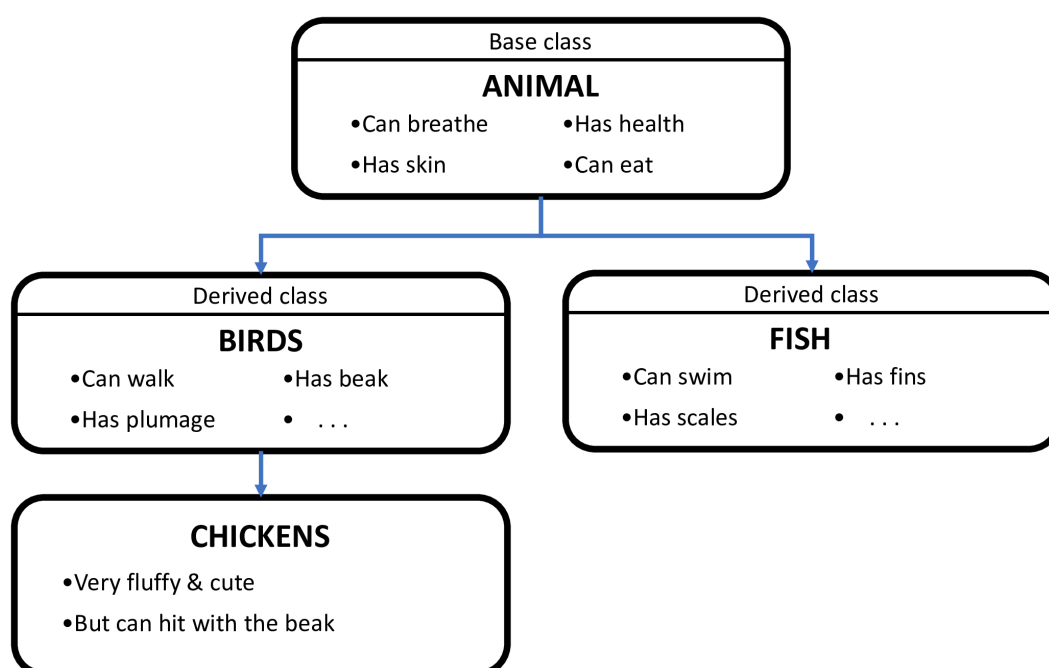 Base class
ANIMAL
•Can breathe •Has health
•Has skin •Can eat
Derived class
BIRDS
•Can walk •Has beak
•Has plumage • . . .
Derived class
FISH
•Can swim •Has fins
•Has scales • . . .
CHICKENS
•Very fluffy & cute
•But can hit with the beak